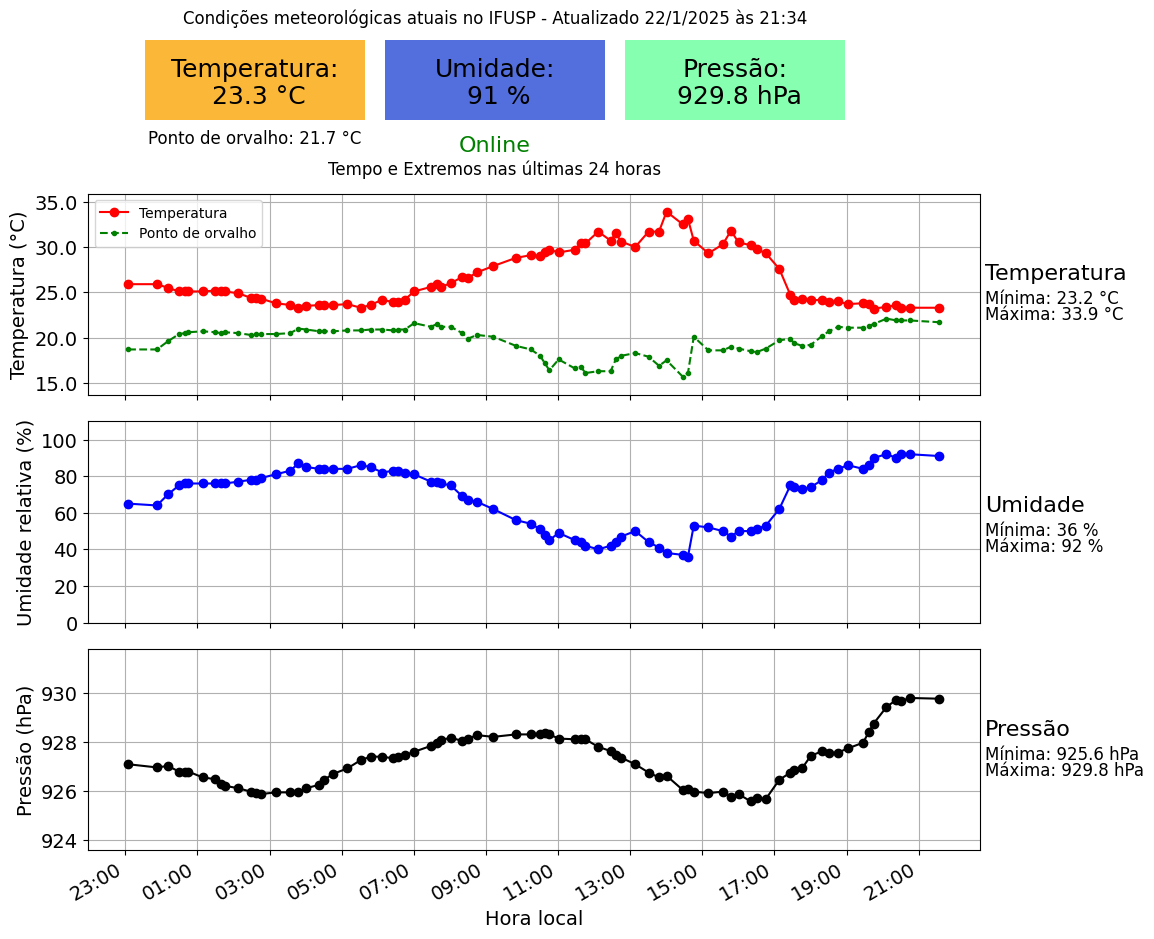 Condições meteorológicas atuais no IFUSP - Atualizado 22/1/2025 às 21:34
Temperatura:
23.3 °C
Umidade:
91 %
Pressão:
929.8 hPa
Ponto de orvalho: 21.7 °C
Online
Tempo e Extremos nas últimas 24 horas
Temperatura (°C)
35.0
30.0
25.0
20.0
15.0
Temperatura
Ponto de orvalho
Temperatura
Mínima: 23.2 °C
Máxima: 33.9 °C
Umidade relativa (%)
100
80
60
40
20
0
Umidade
Mínima: 36 %
Máxima: 92 %
Pressão (hPa)
930
928
926
924
Pressão
Mínima: 925.6 hPa
Máxima: 929.8 hPa
23:00 01:00 03:00 05:00 07:00 09:00 11:00 13:00 15:00 17:00 19:00 21:00
Hora local